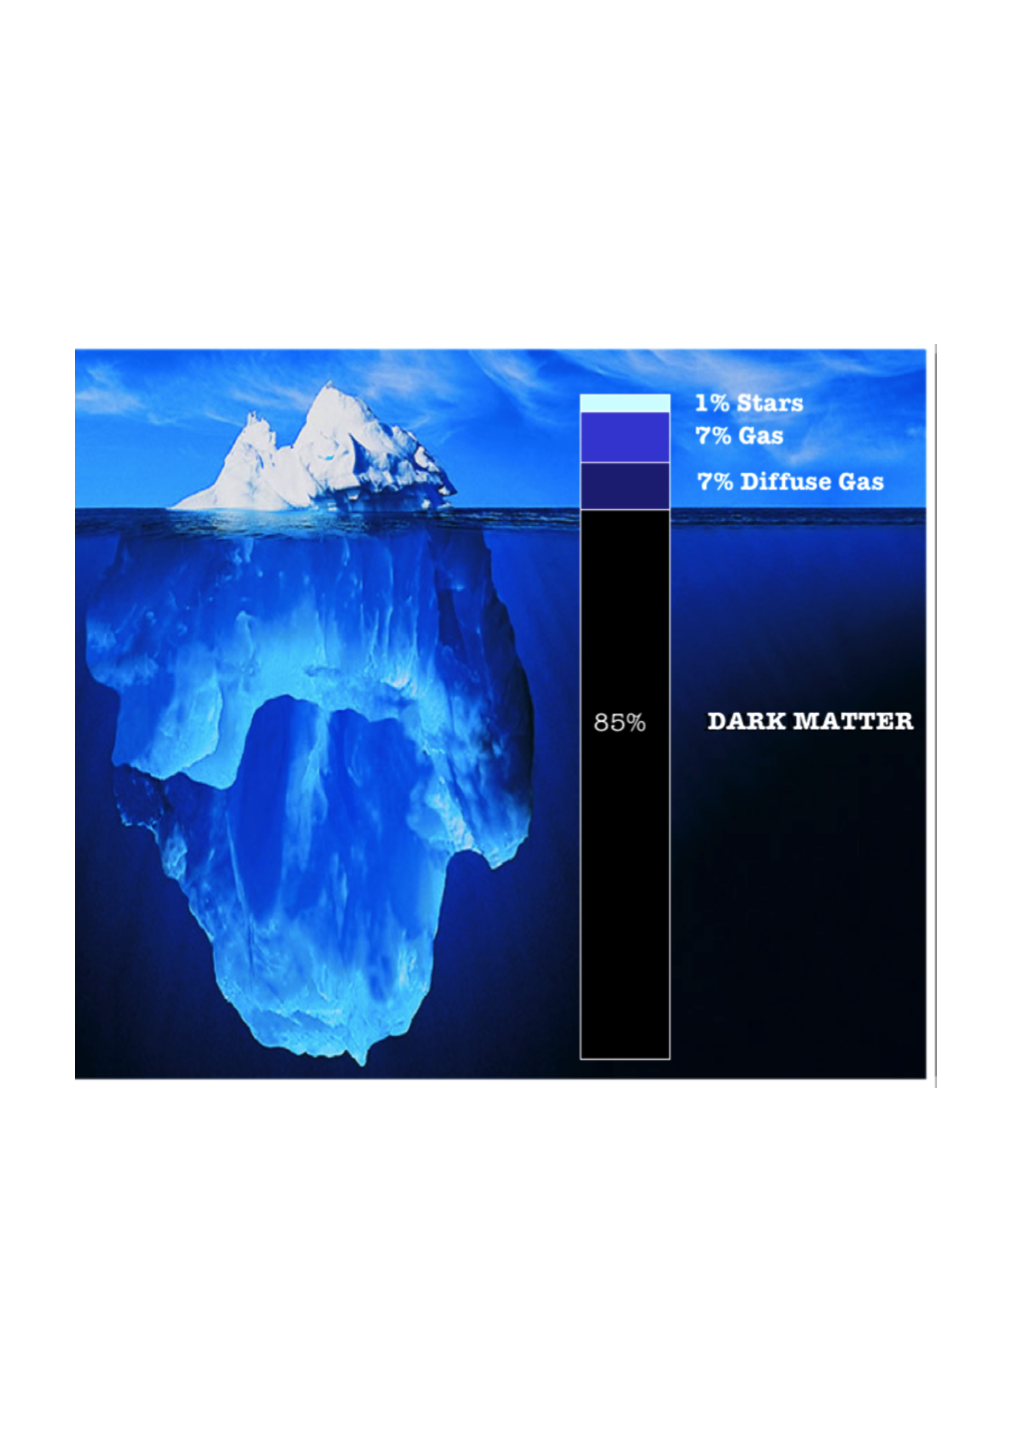 1% Stars
7% Gas
7% Diffuse Gas
85%
DARK MATTER